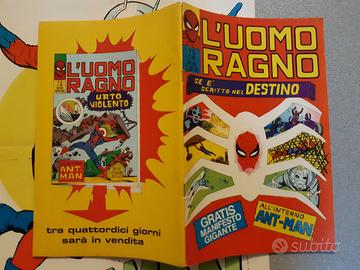 L'UOMO
RAGNO
URTO
VIOLENTO
ANT-
MAN
tra quattordici giorni
sarà in vendita
L'UOMO
RAGNO
SE E'
SCRITTO NEL DESTINO
GRATIS
MANIFESTO
GIGANTE
ALL'INTERNO
ANT-MAN
subito